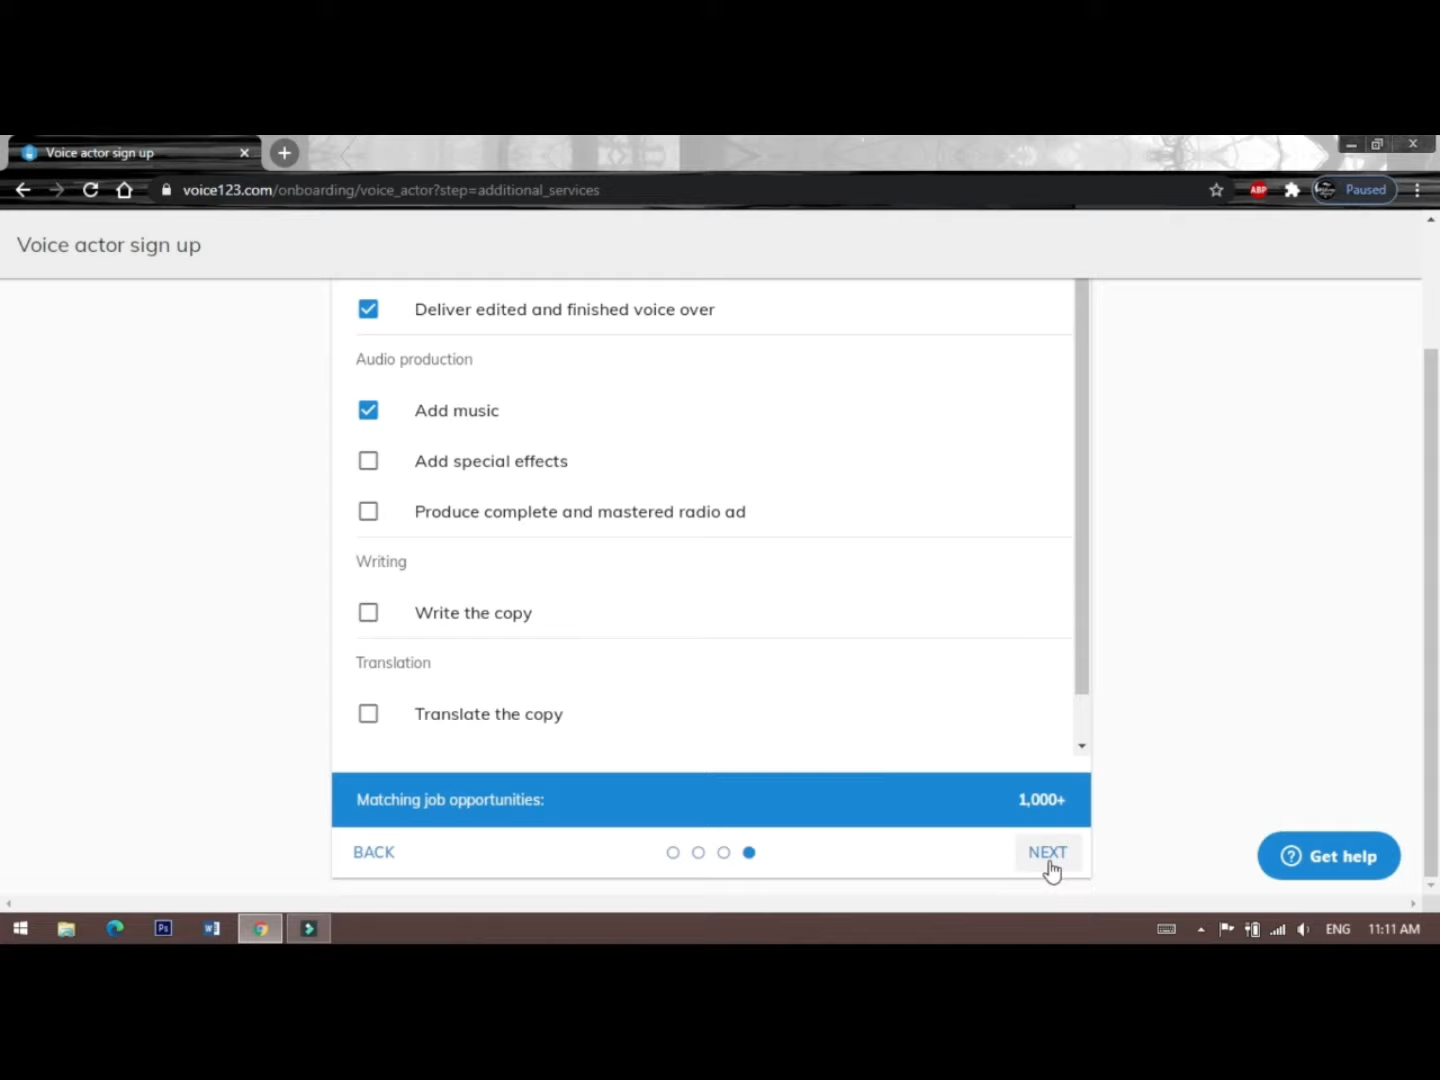 Voice actor sign up
voice123.com/onboarding/voice_actor?step=additional_services
ABP
Paused
Voice actor sign up
Deliver edited and finished voice over
Audio production
Add music
Add special effects
Produce complete and mastered radio ad
Writing
Write the copy
Translation
Translate the copy
Matching job opportunities: 1,000+
BACK
NEXT
Get help
Ps
ENG
11:11 AM